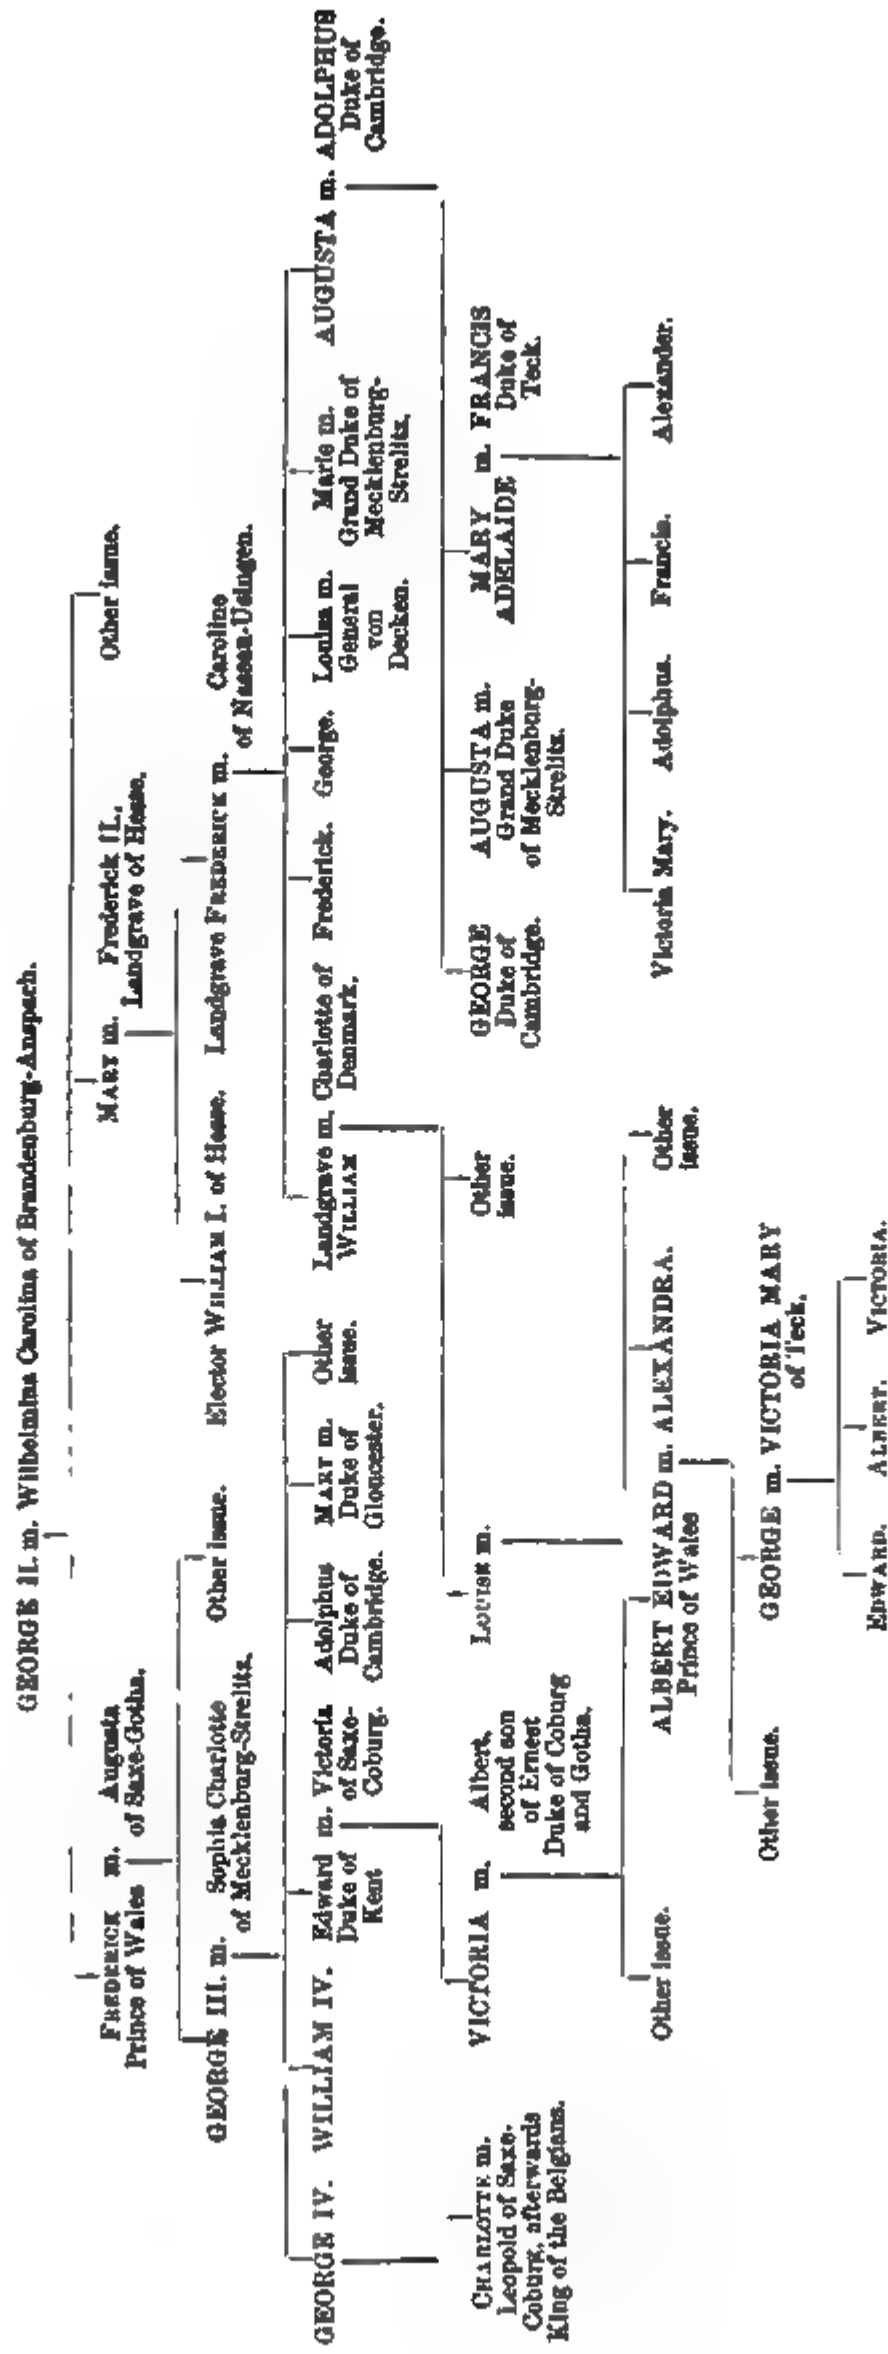 GEORGE II. m. Wilhelmina Carolina of Brandenburg-Anspach.
FREDERICK m. Augusta
Prince of Wales of Saxe-Gotha.
MARY m. Frederick II.,
Landgrave of Hesse.
Other issue.
GEORGE III. m. Sophia Charlotte
of Mecklenburg-Strelitz.
Other issue.
Elector WILLIAM I. of Hesse.
Landgrave FREDERICK m. Caroline
of Nassau-Usingen.
GEORGE IV.
WILLIAM IV.
Edward m. Victoria
Duke of of Saxe-
Kent Coburg.
Adolphus
Duke of
Cambridge.
MARY m.
Duke of
Gloucester.
Other
issue.
Landgrave m. Charlotte of
WILLIAM Denmark.
Frederick.
George.
Louisa m.
General
von
Decken.
Marie m.
Grand Duke of
Mecklenburg-
Strelitz.
AUGUSTA m. ADOLPHUS
Duke of
Cambridge.
CHARLOTTE m.
Leopold of Saxe-
Coburg, afterwards
King of the Belgians.
VICTORIA m. Albert,
second son
of Ernest
Duke of Coburg
and Gotha.
LOUISE m.
Other
issue.
GEORGE
Duke of
Cambridge.
AUGUSTA m.
Grand Duke
of Mecklenburg-
Strelitz.
MARY m. FRANCIS
ADELAIDE Duke of
Teck.
Other issue.
ALBERT EDWARD m. ALEXANDRA.
Prince of Wales
Other
issue.
Victoria Mary. Adolphus. Francis. Alexander.
Other issue.
GEORGE m. VICTORIA MARY
of Teck.
EDWARD. ALBERT. VICTORIA.